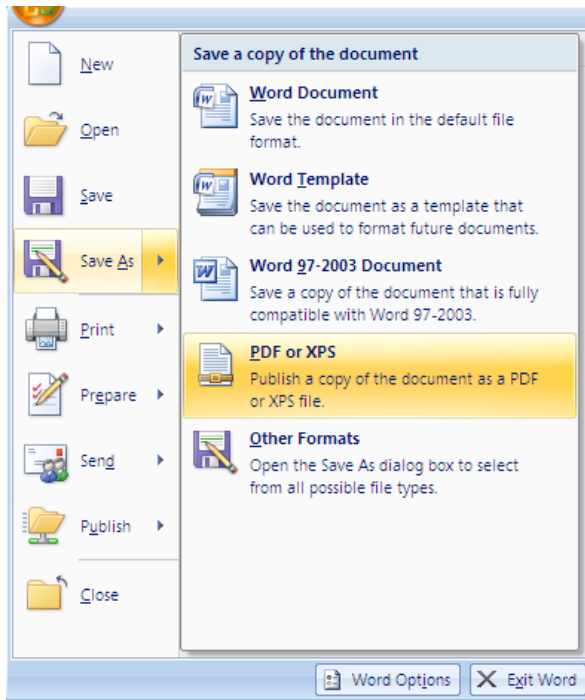 New
Open
Save
Save As
Print
Prepare
Send
Publish
Close
Save a copy of the document
Word Document
Save the document in the default file
format.
Word Template
Save the document as a template that
can be used to format future documents.
Word 97-2003 Document
Save a copy of the document that is fully
compatible with Word 97-2003.
PDF or XPS
Publish a copy of the document as a PDF
or XPS file.
Other Formats
Open the Save As dialog box to select
from all possible file types.
Word Options
Exit Word